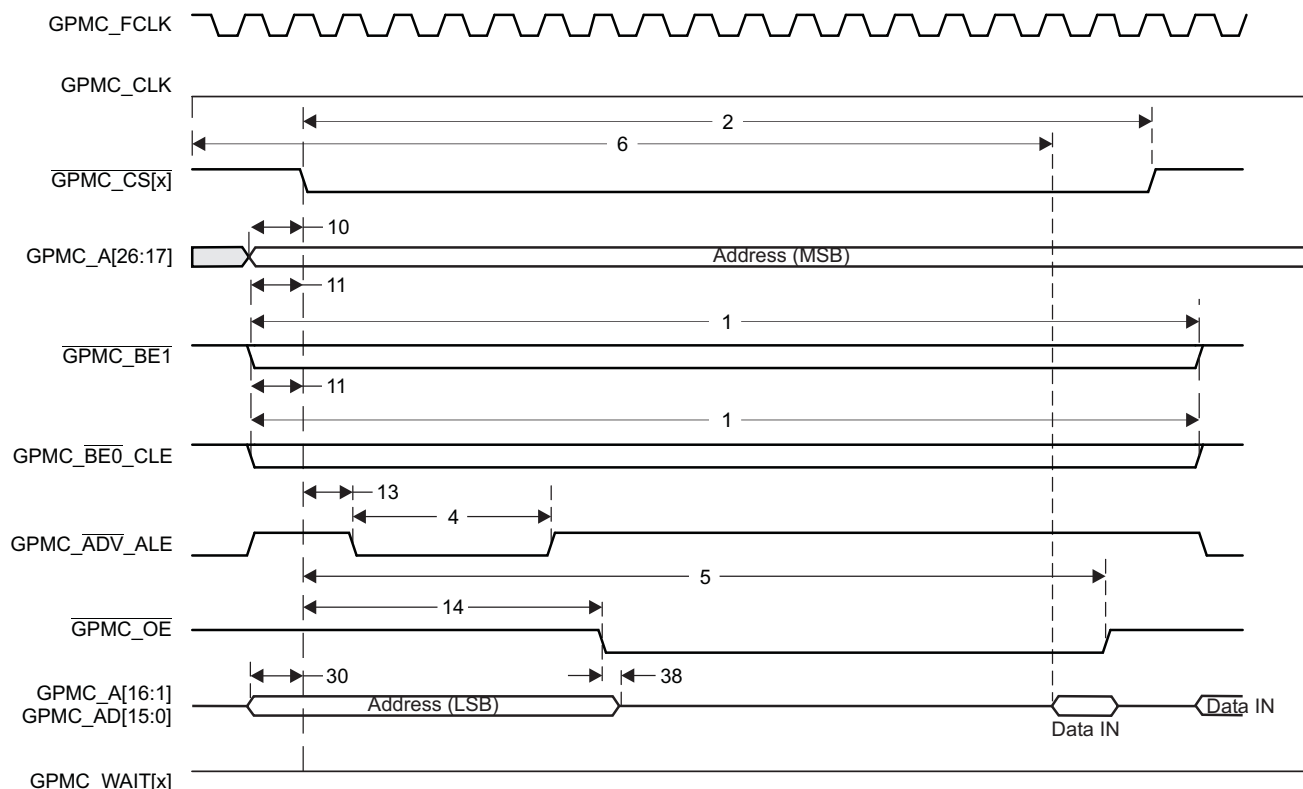 GPMC_FCLK
GPMC_CLK
2
6
GPMC_CS[x]
10
GPMC_A[26:17]
Address (MSB)
11
1
GPMC_BE1
11
1
GPMC_BE0_CLE
13
4
GPMC_ADV_ALE
5
14
GPMC_OE
30
38
GPMC_A[16:1]
GPMC_AD[15:0]
Address (LSB)
Data IN
Data IN
GPMC_WAIT[x]